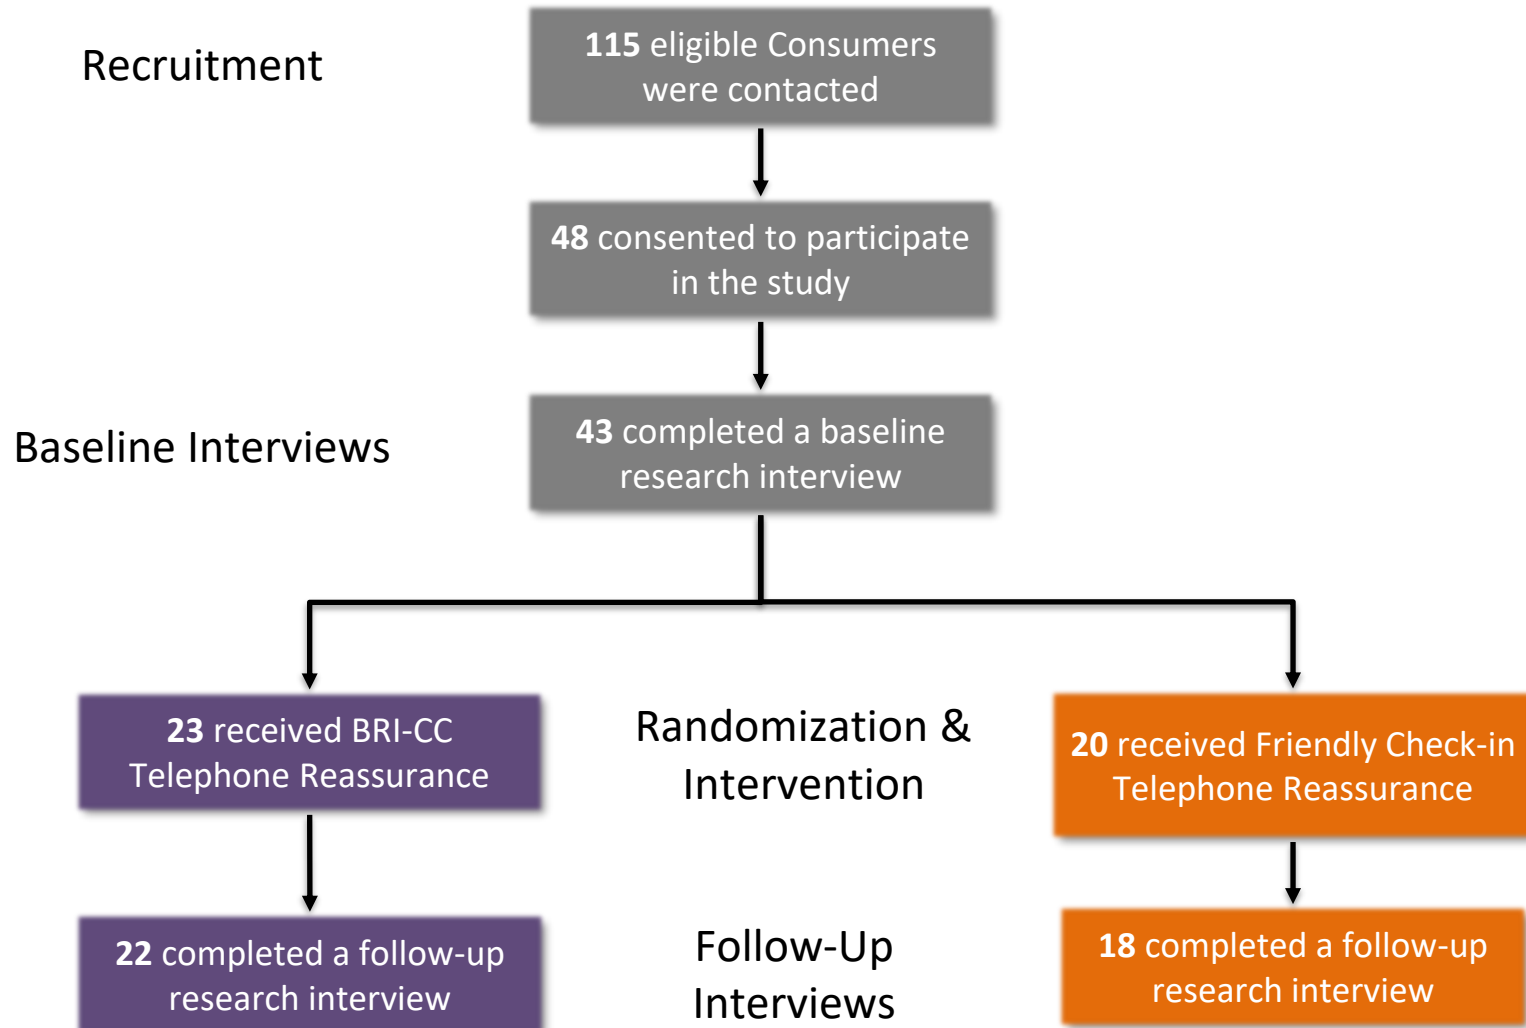 Recruitment
115 eligible Consumers
were contacted
48 consented to participate
in the study
Baseline Interviews
43 completed a baseline
research interview
23 received BRI-CC
Telephone Reassurance
Randomization &
Intervention
20 received Friendly Check-in
Telephone Reassurance
22 completed a follow-up
research interview
Follow-Up
Interviews
18 completed a follow-up
research interview